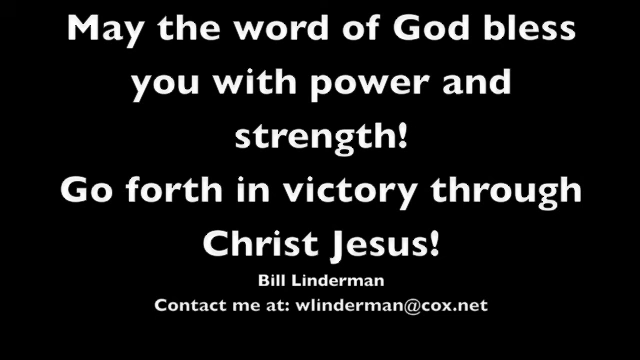 May the word of God bless
you with power and
strength!
Go forth in victory through
Christ Jesus!
Bill Linderman
Contact me at: wlinderman@cox.net